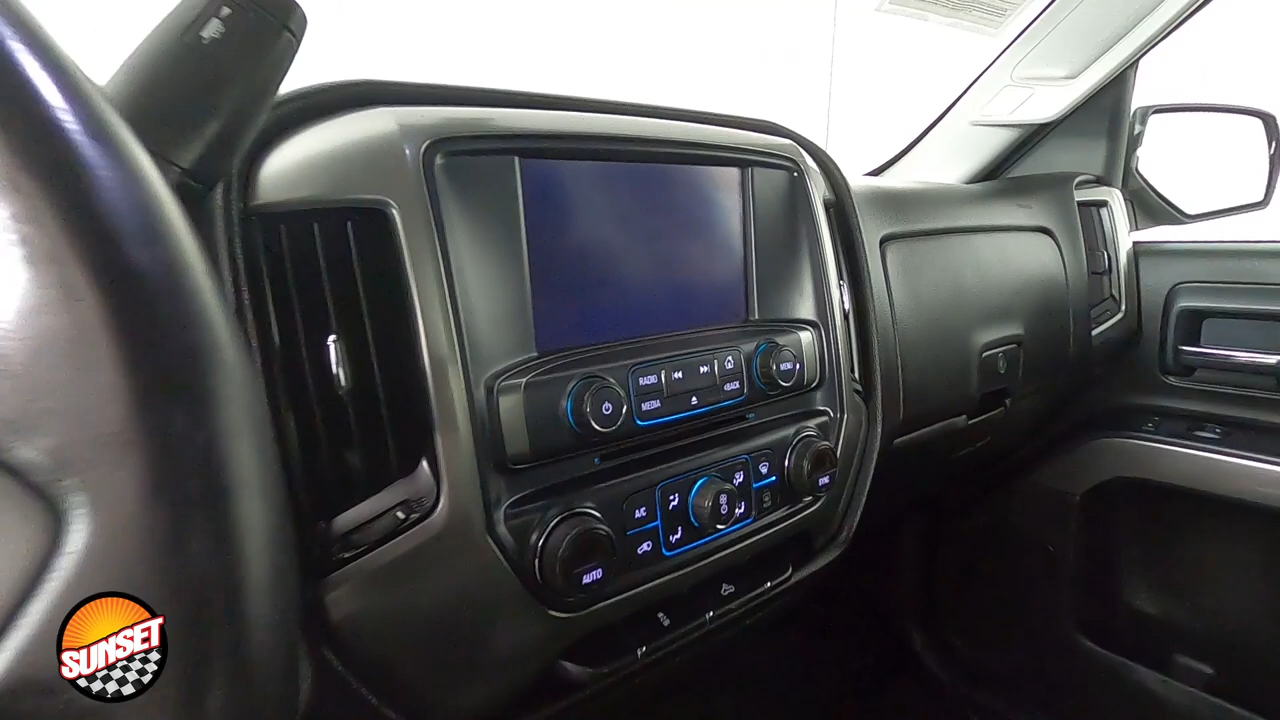 RADIO
MENU
MEDIA
<BACK
A/C
SYNC
AUTO
SUNSET